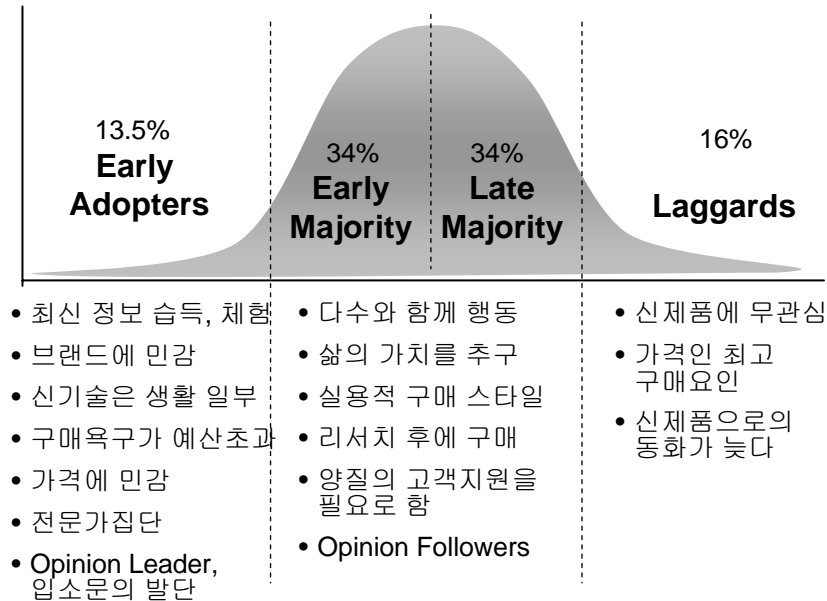 13.5%
Early
Adopters
34%
Early
Majority
34%
Late
Majority
16%
Laggards
• 최신 정보 습득, 체험
• 브랜드에 민감
• 신기술은 생활 일부
• 구매욕구가 예산초과
• 가격에 민감
• 전문가집단
• Opinion Leader,
입소문의 발단
• 다수와 함께 행동
• 삶의 가치를 추구
• 실용적 구매 스타일
• 리서치 후에 구매
• 양질의 고객지원을
필요로 함
• Opinion Followers
• 신제품에 무관심
• 가격인 최고
구매요인
• 신제품으로의
동화가 늦다